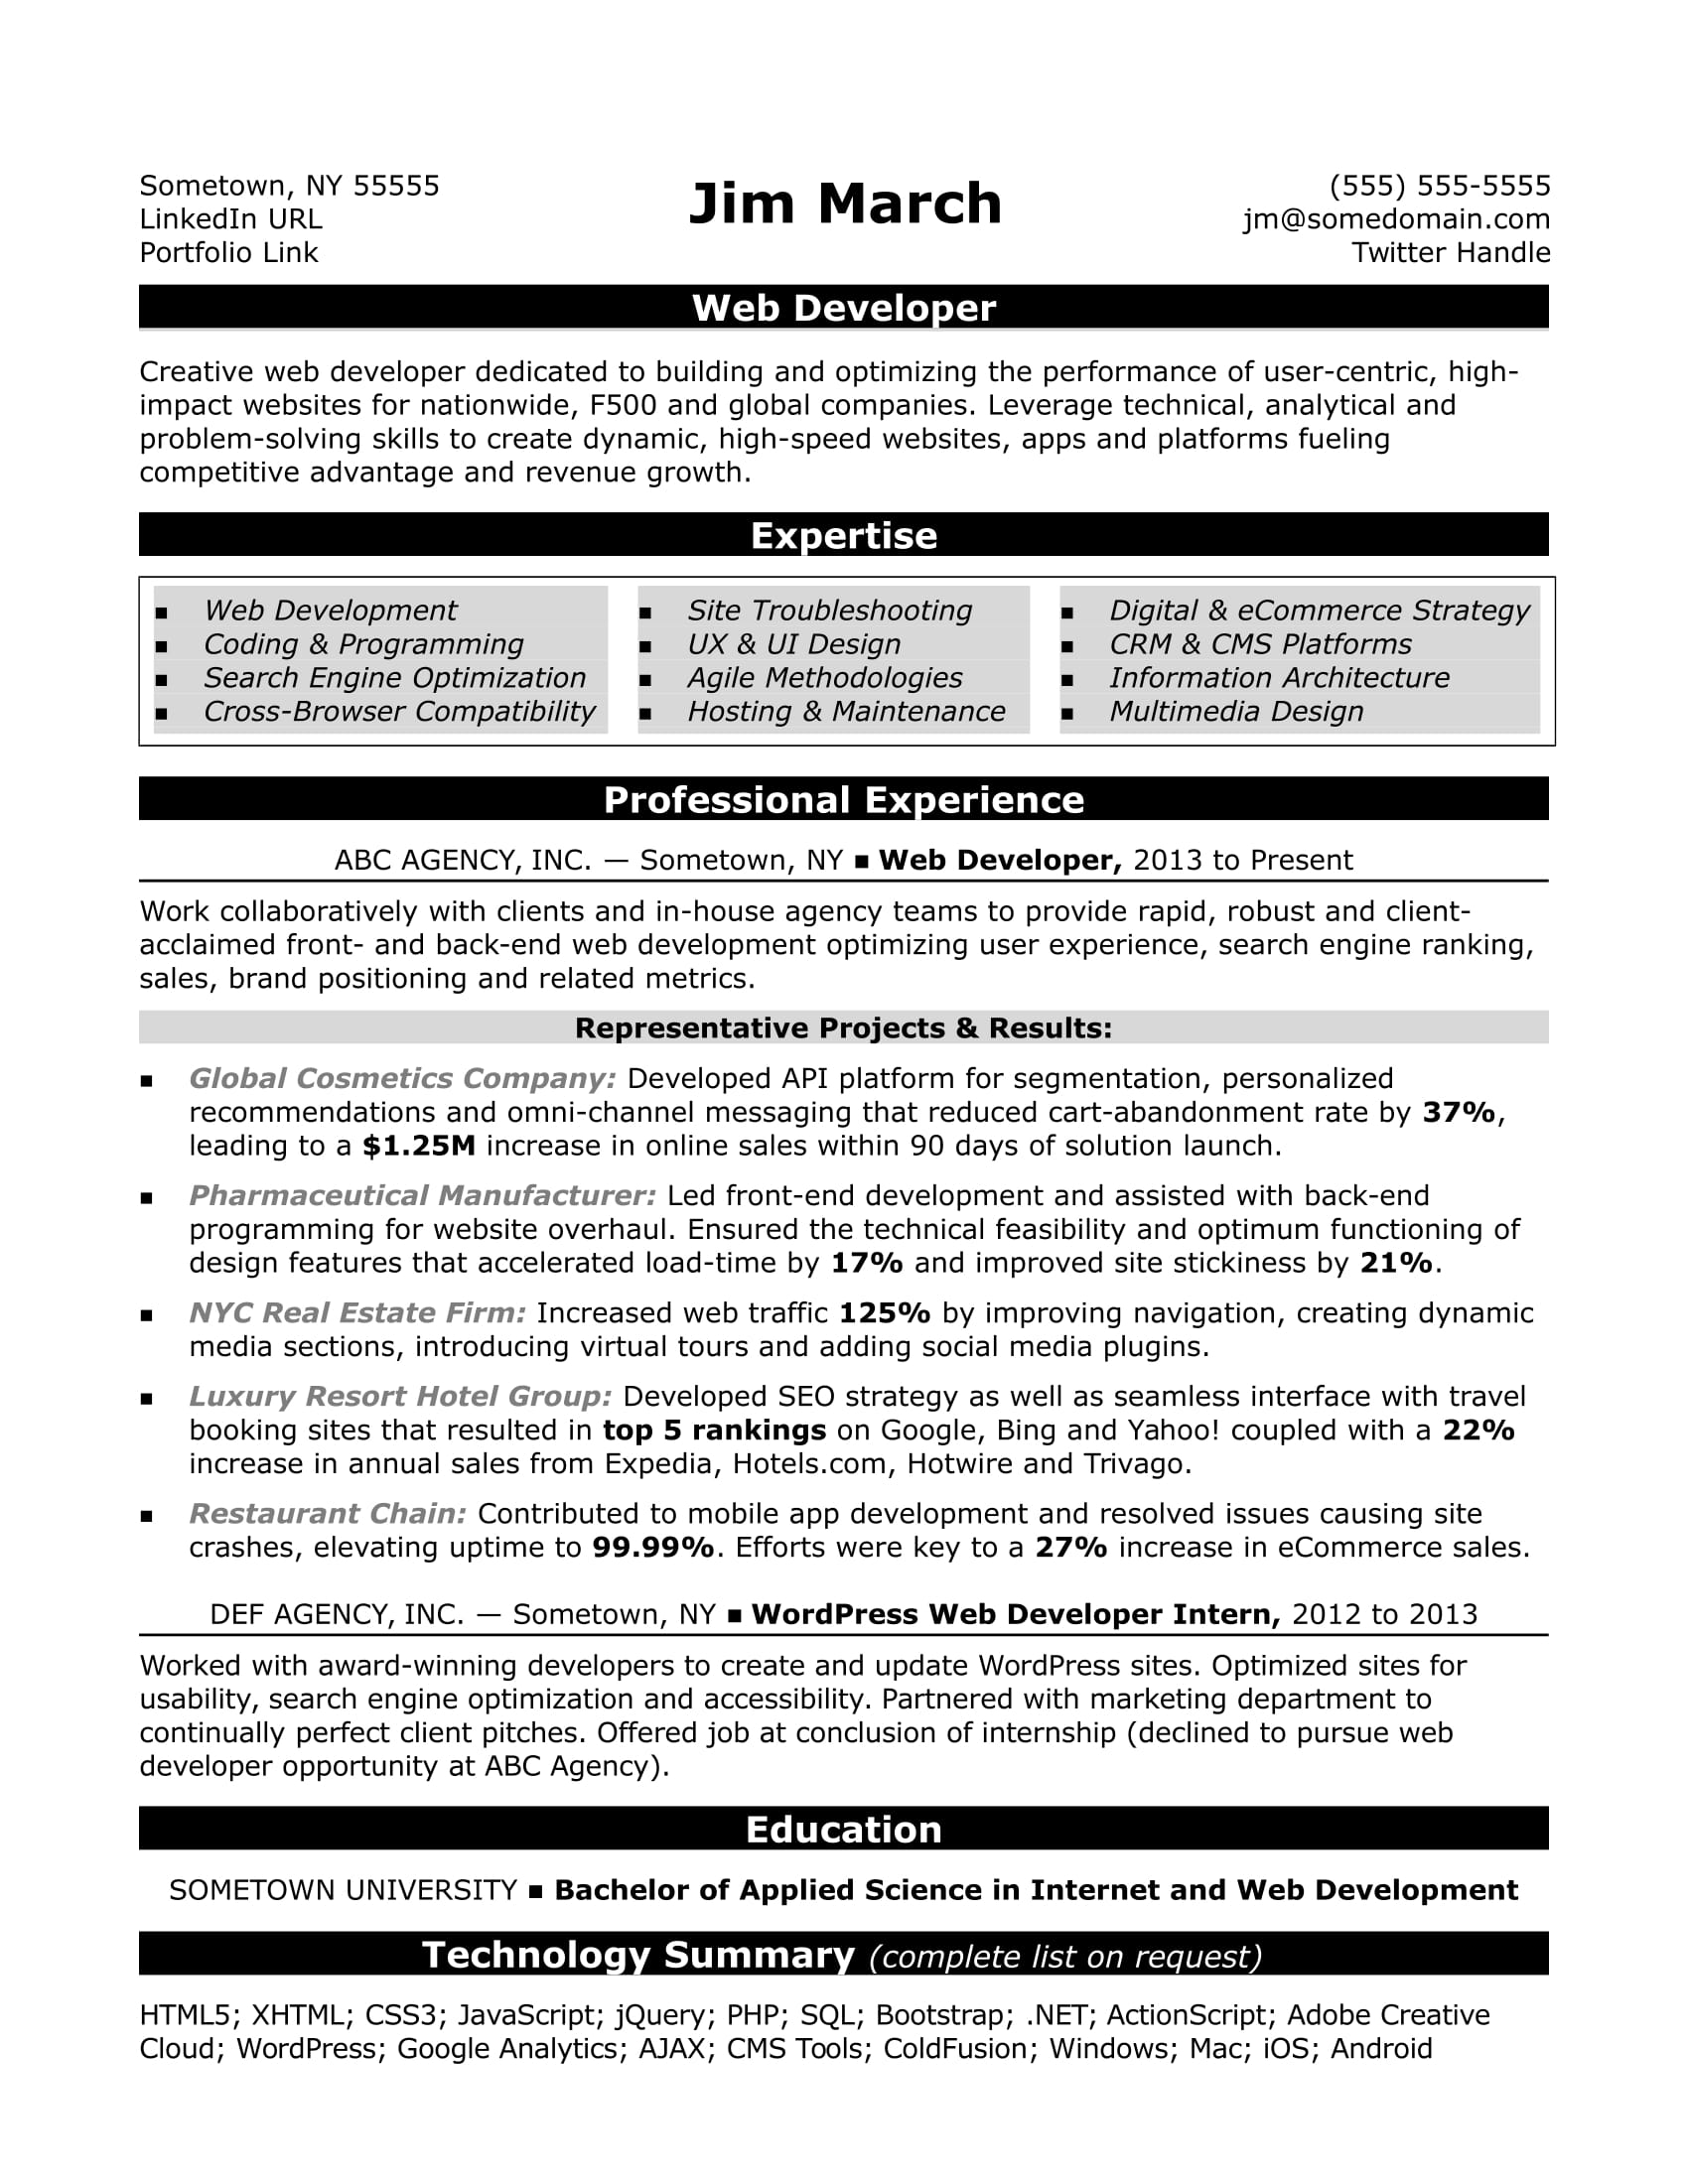 Sometown, NY 55555
LinkedIn URL
Portfolio Link
Jim March
(555) 555-5555
jm@somedomain.com
Twitter Handle
Web Developer
Creative web developer dedicated to building and optimizing the performance of user-centric, high-
impact websites for nationwide, F500 and global companies. Leverage technical, analytical and
problem-solving skills to create dynamic, high-speed websites, apps and platforms fueling
competitive advantage and revenue growth.
Expertise
▪ Web Development
▪ Coding & Programming
▪ Search Engine Optimization
▪ Cross-Browser Compatibility
▪ Site Troubleshooting
▪ UX & UI Design
▪ Agile Methodologies
▪ Hosting & Maintenance
▪ Digital & eCommerce Strategy
▪ CRM & CMS Platforms
▪ Information Architecture
▪ Multimedia Design
Professional Experience
ABC AGENCY, INC. — Sometown, NY ▪ Web Developer, 2013 to Present
Work collaboratively with clients and in-house agency teams to provide rapid, robust and client-
acclaimed front- and back-end web development optimizing user experience, search engine ranking,
sales, brand positioning and related metrics.
Representative Projects & Results:
▪ Global Cosmetics Company: Developed API platform for segmentation, personalized
recommendations and omni-channel messaging that reduced cart-abandonment rate by 37%,
leading to a $1.25M increase in online sales within 90 days of solution launch.
▪ Pharmaceutical Manufacturer: Led front-end development and assisted with back-end
programming for website overhaul. Ensured the technical feasibility and optimum functioning of
design features that accelerated load-time by 17% and improved site stickiness by 21%.
▪ NYC Real Estate Firm: Increased web traffic 125% by improving navigation, creating dynamic
media sections, introducing virtual tours and adding social media plugins.
▪ Luxury Resort Hotel Group: Developed SEO strategy as well as seamless interface with travel
booking sites that resulted in top 5 rankings on Google, Bing and Yahoo! coupled with a 22%
increase in annual sales from Expedia, Hotels.com, Hotwire and Trivago.
▪ Restaurant Chain: Contributed to mobile app development and resolved issues causing site
crashes, elevating uptime to 99.99%. Efforts were key to a 27% increase in eCommerce sales.
DEF AGENCY, INC. — Sometown, NY ▪ WordPress Web Developer Intern, 2012 to 2013
Worked with award-winning developers to create and update WordPress sites. Optimized sites for
usability, search engine optimization and accessibility. Partnered with marketing department to
continually perfect client pitches. Offered job at conclusion of internship (declined to pursue web
developer opportunity at ABC Agency).
Education
SOMETOWN UNIVERSITY ▪ Bachelor of Applied Science in Internet and Web Development
Technology Summary (complete list on request)
HTML5; XHTML; CSS3; JavaScript; jQuery; PHP; SQL; Bootstrap; .NET; ActionScript; Adobe Creative
Cloud; WordPress; Google Analytics; AJAX; CMS Tools; ColdFusion; Windows; Mac; iOS; Android